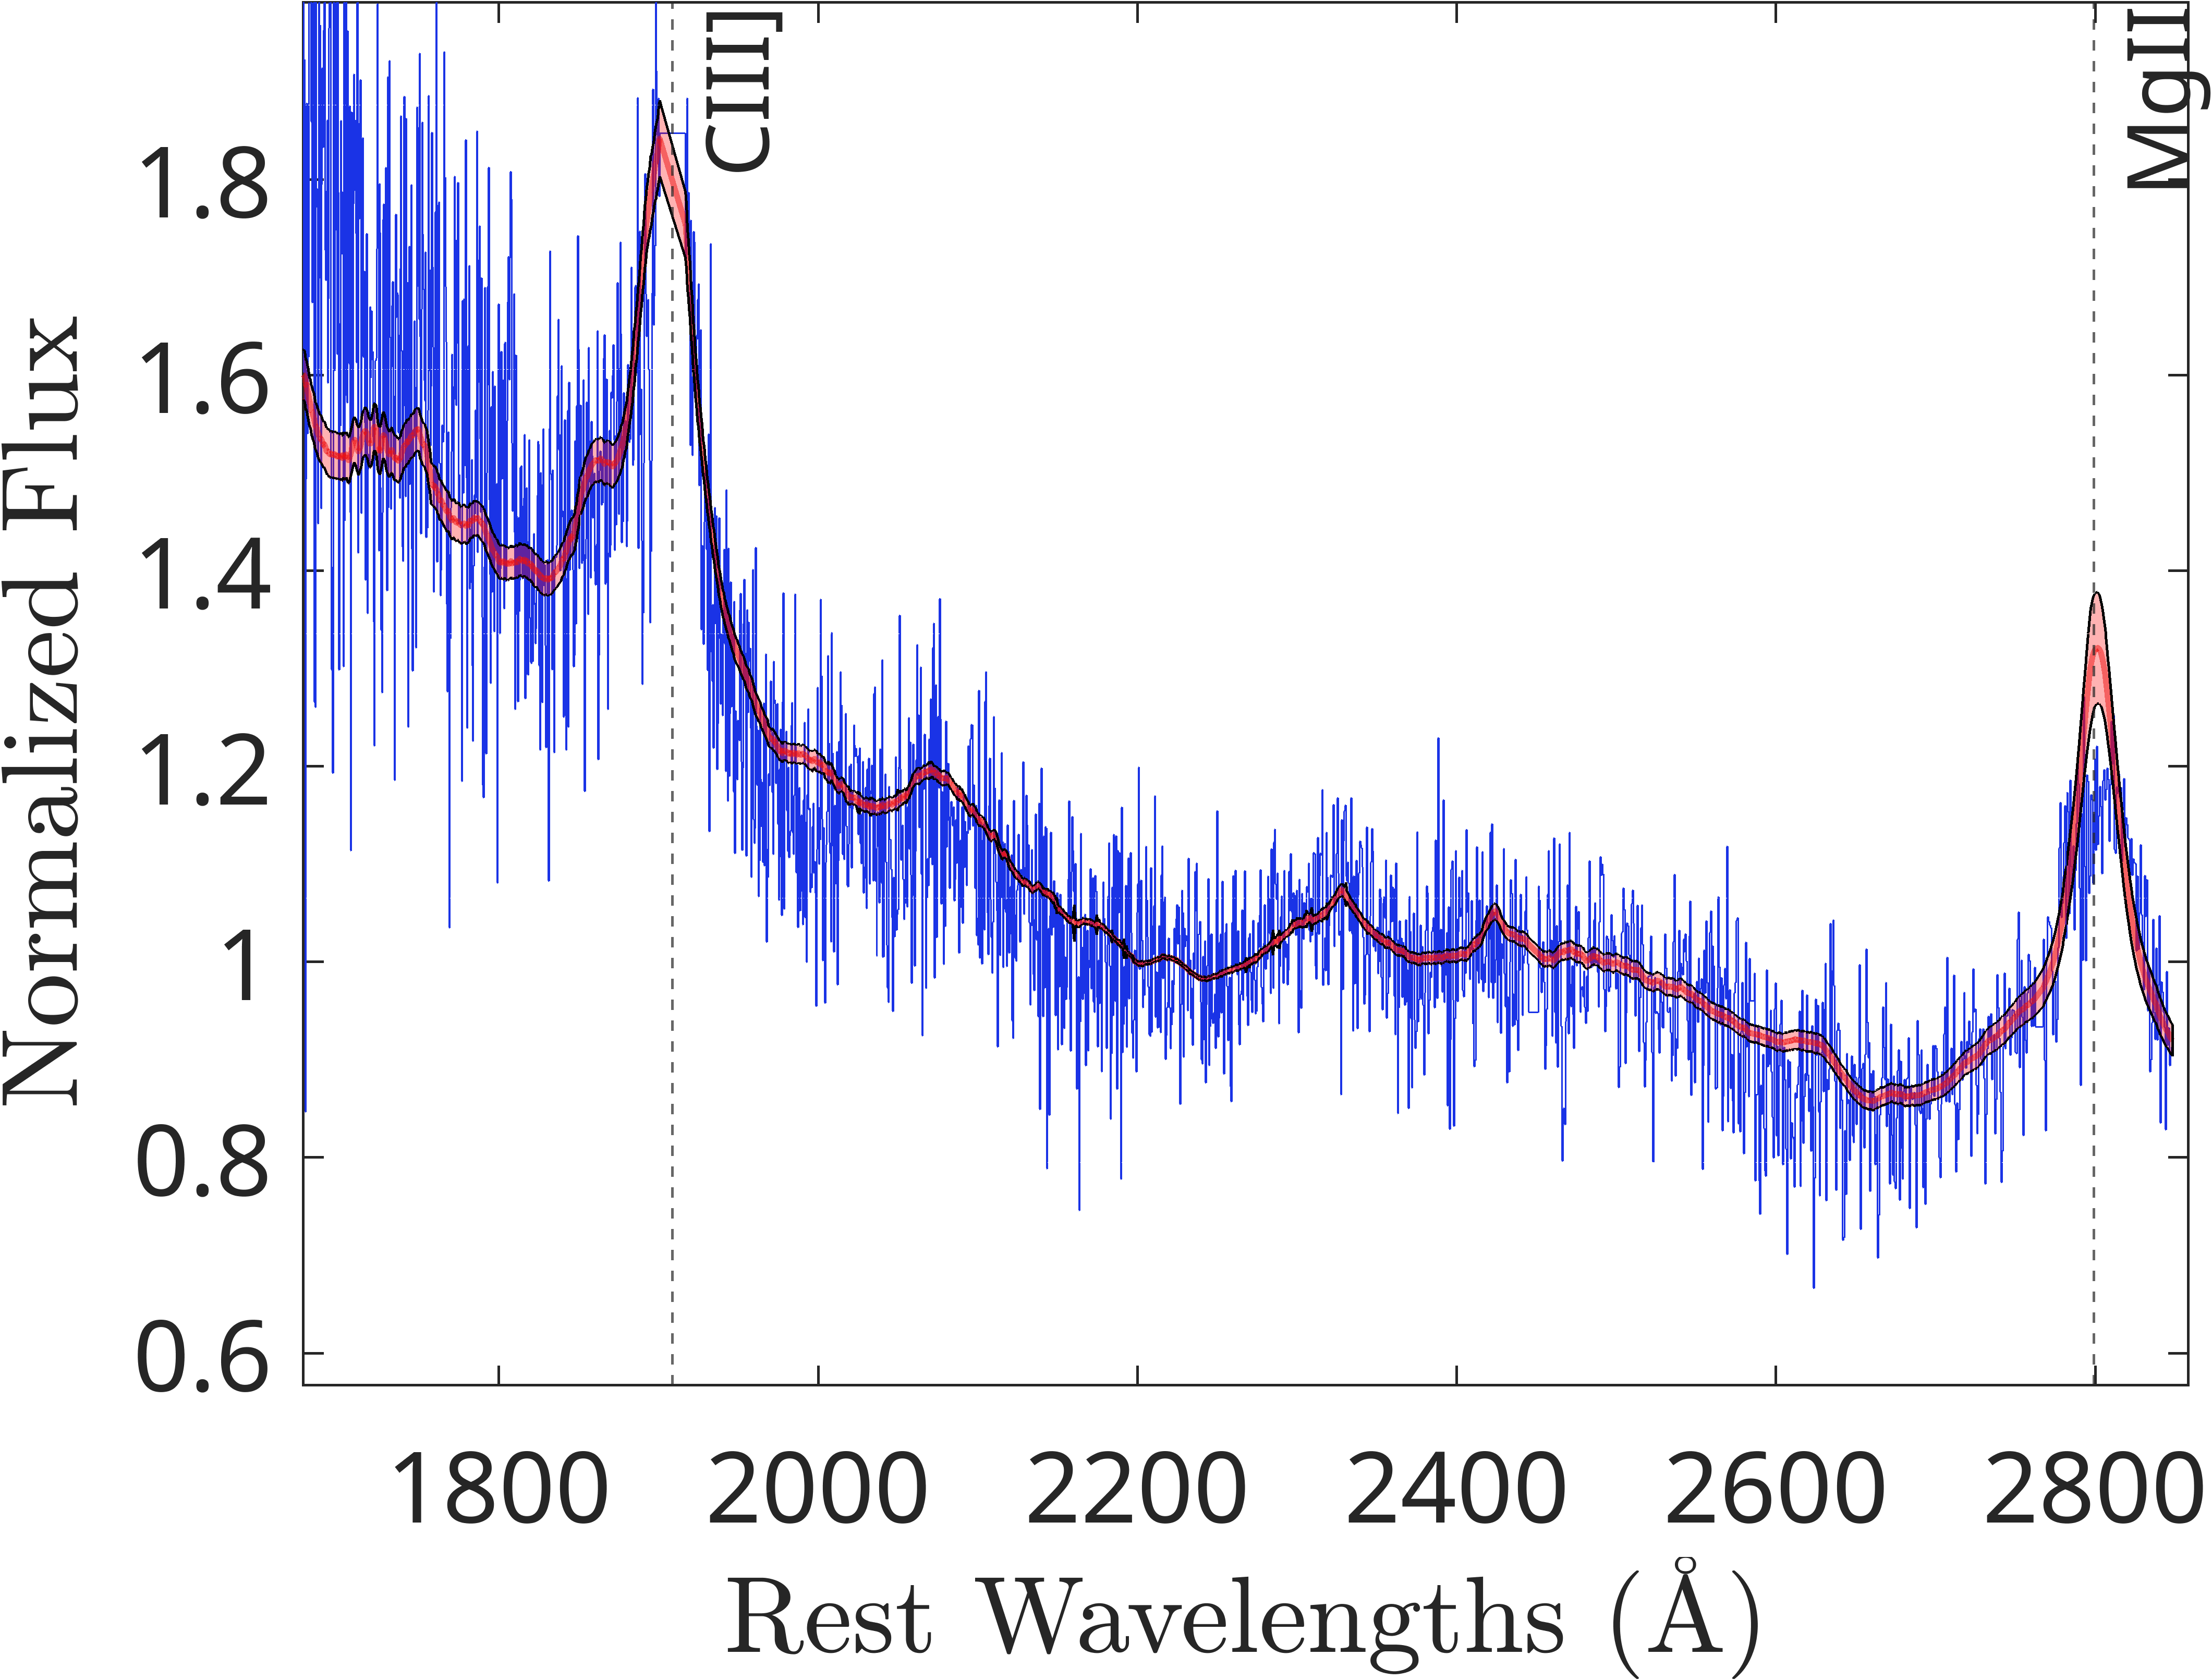 CIII]
MgII
Normalized Flux
1.8
1.6
1.4
1.2
1
0.8
0.6
1800 2000 2200 2400 2600 2800
Rest Wavelengths (Å)